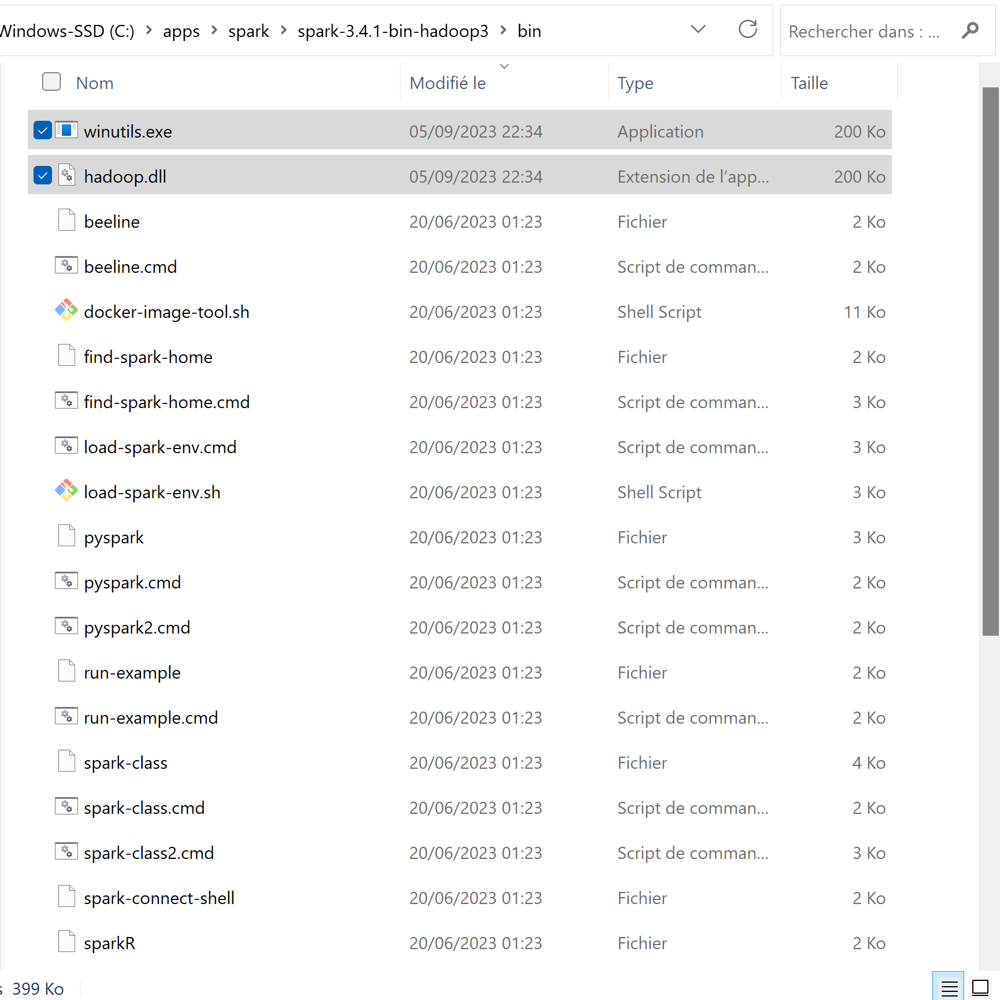 Windows-SSD (C:) > apps > spark > spark-3.4.1-bin-hadoop3 > bin
Rechercher dans : ...
Nom Modifié le Type Taille
winutils.exe 05/09/2023 22:34 Application 200 Ko
hadoop.dll 05/09/2023 22:34 Extension de l’app... 200 Ko
beeline 20/06/2023 01:23 Fichier 2 Ko
beeline.cmd 20/06/2023 01:23 Script de comman... 2 Ko
docker-image-tool.sh 20/06/2023 01:23 Shell Script 11 Ko
find-spark-home 20/06/2023 01:23 Fichier 2 Ko
find-spark-home.cmd 20/06/2023 01:23 Script de comman... 3 Ko
load-spark-env.cmd 20/06/2023 01:23 Script de comman... 3 Ko
load-spark-env.sh 20/06/2023 01:23 Shell Script 3 Ko
pyspark 20/06/2023 01:23 Fichier 3 Ko
pyspark.cmd 20/06/2023 01:23 Script de comman... 2 Ko
pyspark2.cmd 20/06/2023 01:23 Script de comman... 2 Ko
run-example 20/06/2023 01:23 Fichier 2 Ko
run-example.cmd 20/06/2023 01:23 Script de comman... 2 Ko
spark-class 20/06/2023 01:23 Fichier 4 Ko
spark-class.cmd 20/06/2023 01:23 Script de comman... 2 Ko
spark-class2.cmd 20/06/2023 01:23 Script de comman... 3 Ko
spark-connect-shell 20/06/2023 01:23 Fichier 2 Ko
sparkR 20/06/2023 01:23 Fichier 2 Ko
s 399 Ko